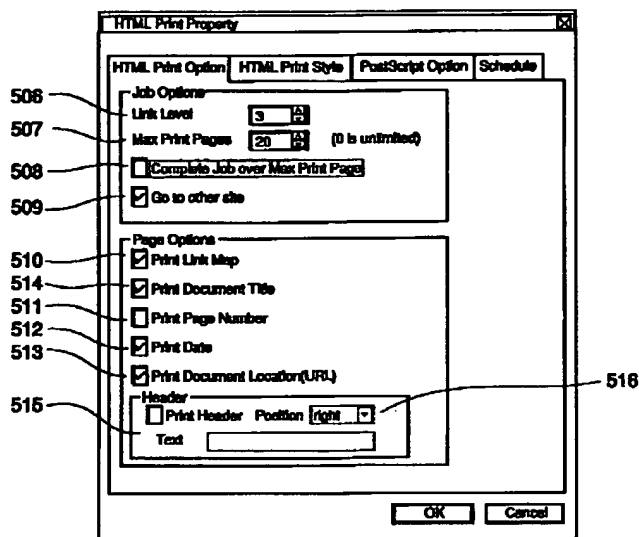 HTML Print Property
HTML Print Option HTML Print Style PostScript Option Schedule
Job Options
506 Link Level 3
507 Max Print Pages 20 (0 is unlimited)
508 Complete Job over Max Print Page
509 Go to other site
Page Options
510 Print Link Map
514 Print Document Title
511 Print Page Number
512 Print Date
513 Print Document Location(URL)
Header
516
515 Print Header Position right
Text
OK Cancel